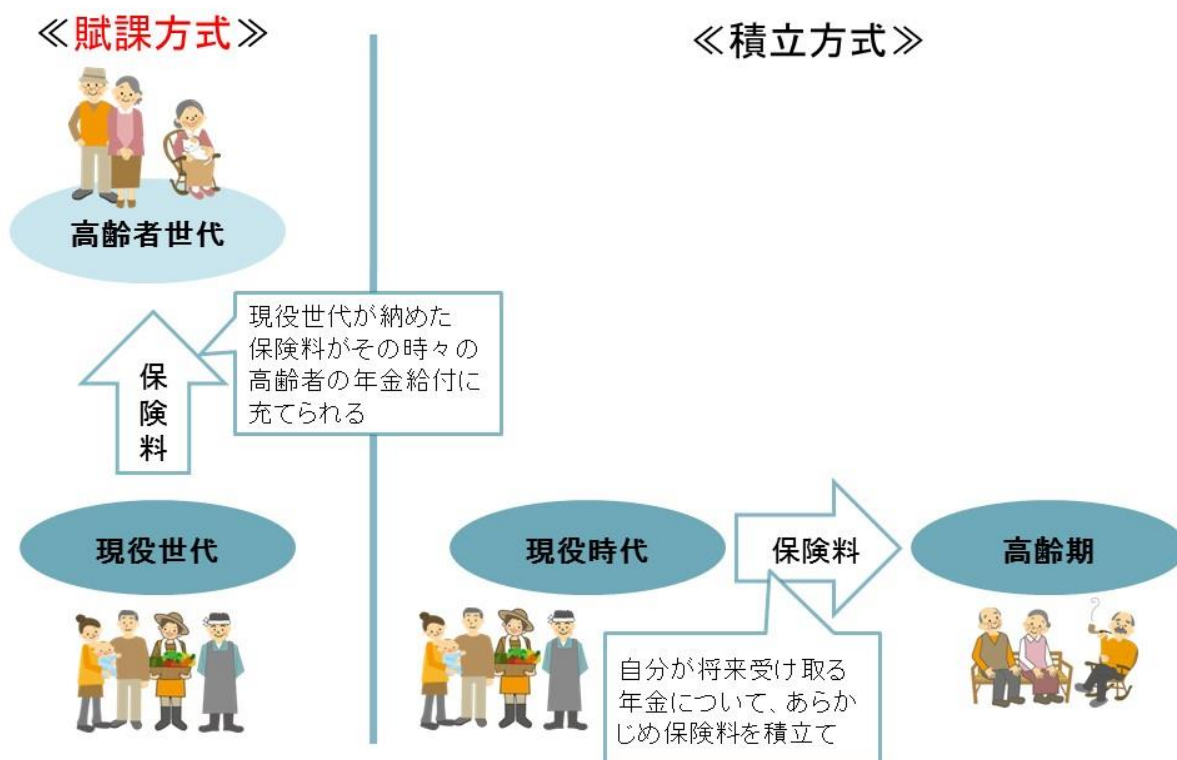 ≪賦課方式≫
高齢者世代
現役世代が納めた
保険料がその時々の
高齢者の年金給付に
充てられる
保険料
現役世代
≪積立方式≫
現役時代
保険料
高齢期
自分が将来受け取る
年金について、あらか
じめ保険料を積立て